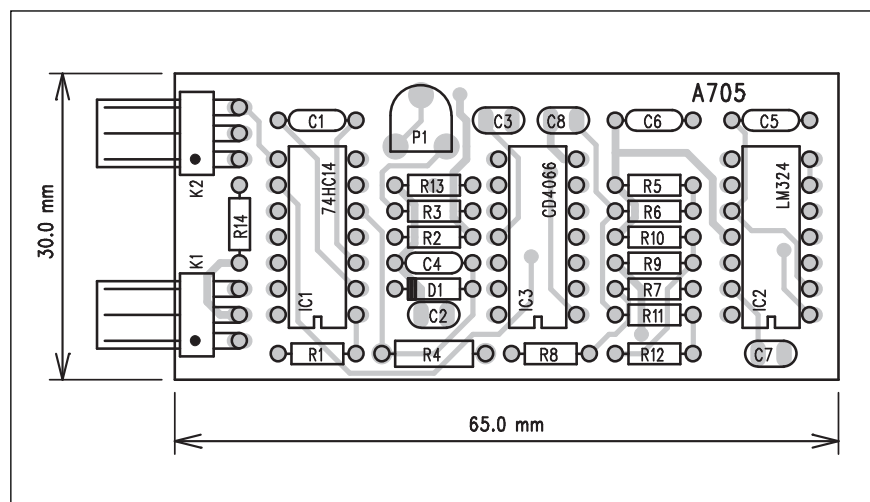 A705
C1
P1
C3
C8
C6
C5
K2
74HC14
CD4066
LM324
R13
R5
R3
R6
R14
R2
R10
30.0 mm
K1
C4
R9
IC1
D1
IC3
R7
IC2
C2
R11
R1
R4
R8
R12
C7
65.0 mm